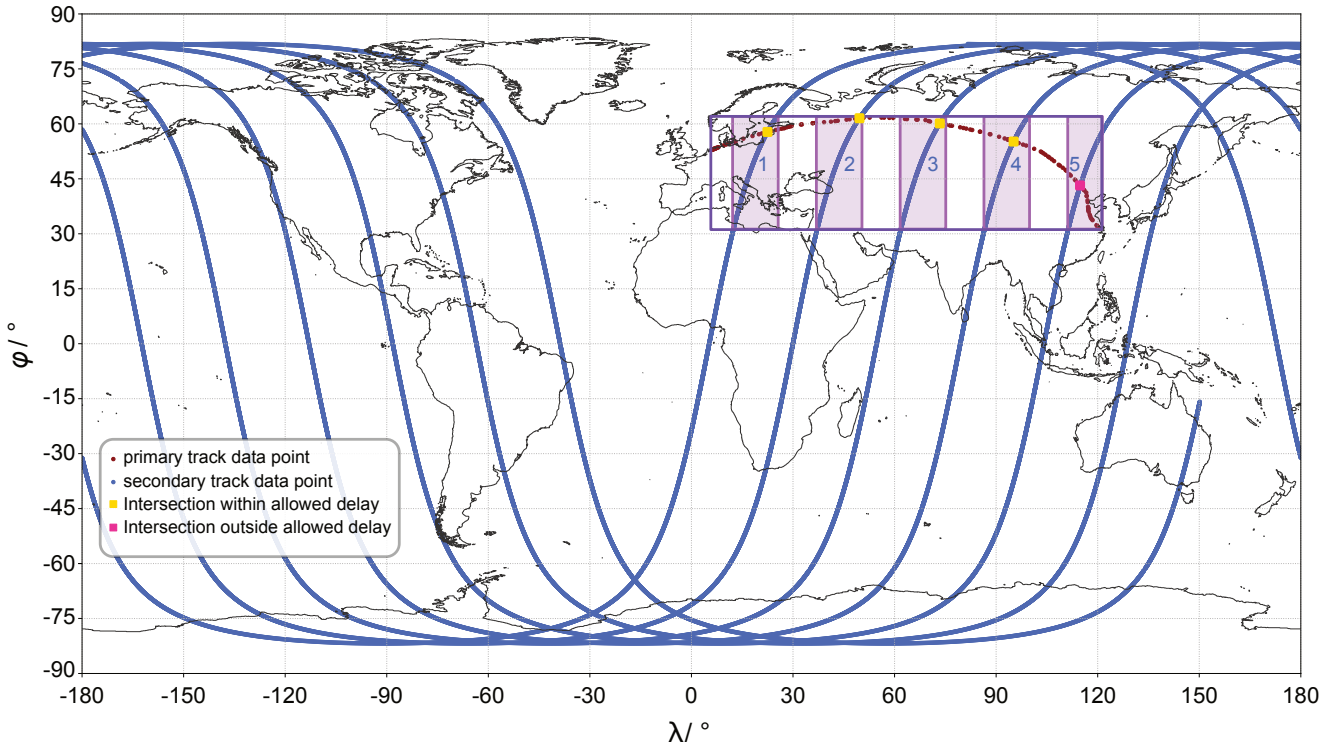 90
75
60
45
30
15
0
-15
-30
-45
-60
-75
-90
φ/ °
1 2 3 4 5
primary track data point
secondary track data point
Intersection within allowed delay
Intersection outside allowed delay
-180 -150 -120 -90 -60 -30 0 30 60 90 120 150 180
λ/ °